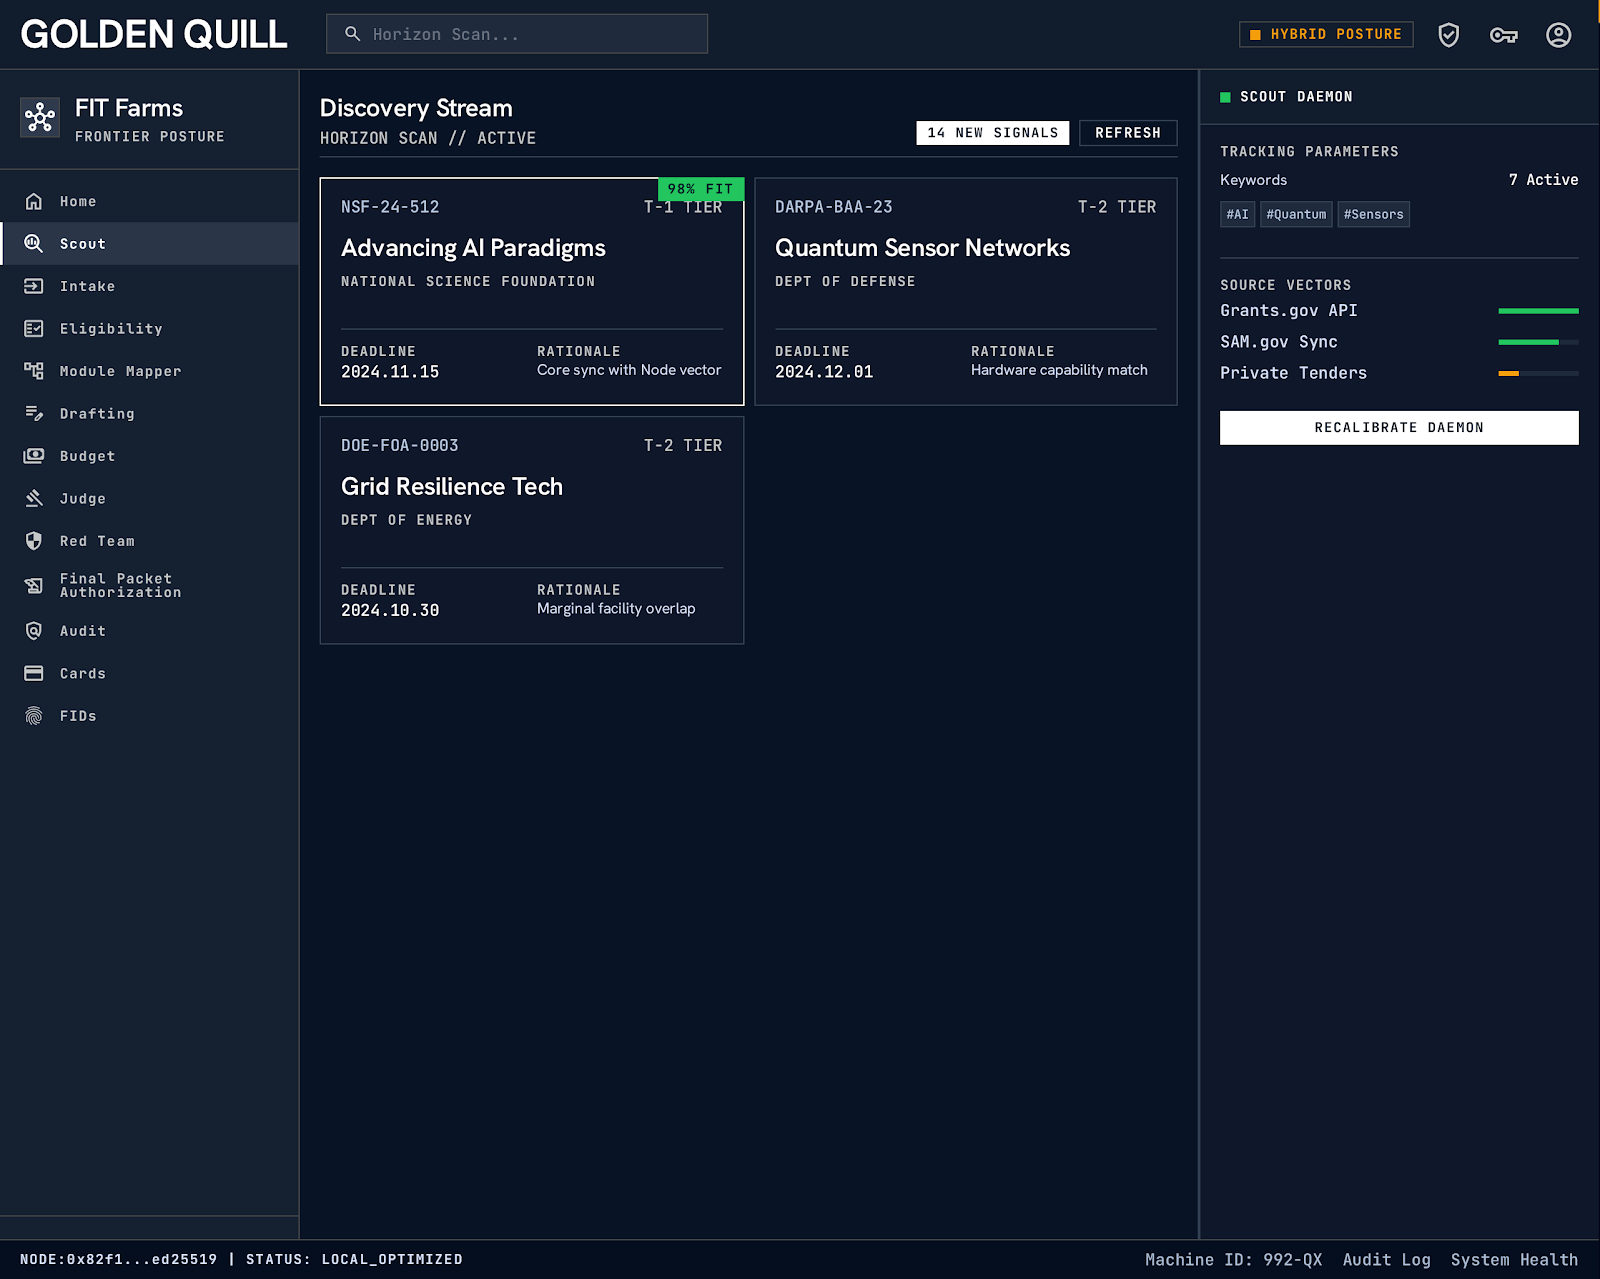 GOLDEN QUILL
Horizon Scan...
HYBRID POSTURE
FIT Farms
FRONTIER POSTURE
Home
Scout
Intake
Eligibility
Module Mapper
Drafting
Budget
Judge
Red Team
Final Packet
Authorization
Audit
Cards
FIDs
Discovery Stream
HORIZON SCAN // ACTIVE
14 NEW SIGNALS
REFRESH
98% FIT
NSF-24-512
T-1 TIER
Advancing AI Paradigms
NATIONAL SCIENCE FOUNDATION
DEADLINE
2024.11.15
RATIONALE
Core sync with Node vector
DARPA-BAA-23
T-2 TIER
Quantum Sensor Networks
DEPT OF DEFENSE
DEADLINE
2024.12.01
RATIONALE
Hardware capability match
DOE-FOA-0003
T-2 TIER
Grid Resilience Tech
DEPT OF ENERGY
DEADLINE
2024.10.30
RATIONALE
Marginal facility overlap
SCOUT DAEMON
TRACKING PARAMETERS
Keywords
7 Active
#AI
#Quantum
#Sensors
SOURCE VECTORS
Grants.gov API
SAM.gov Sync
Private Tenders
RECALIBRATE DAEMON
NODE:0x82f1...ed25519 | STATUS: LOCAL_OPTIMIZED
Machine ID: 992-QX
Audit Log
System Health